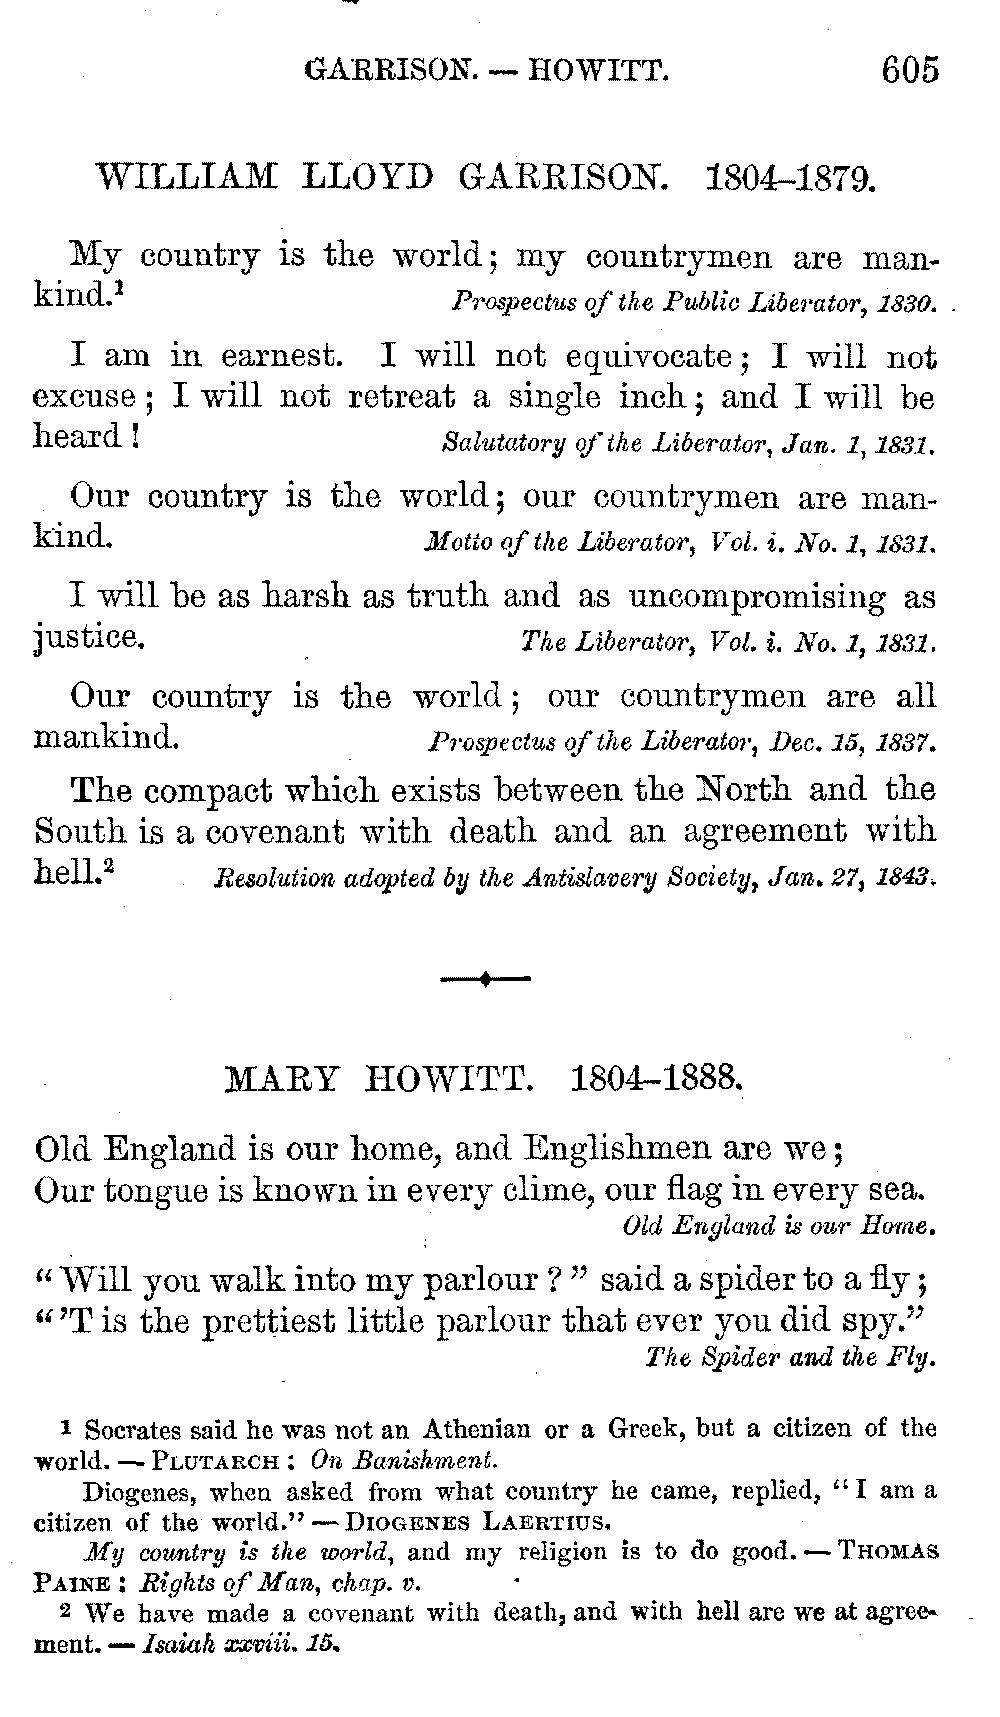 GARRISON. — HOWITT. 605
WILLIAM LLOYD GARRISON. 1804–1879.
My country is the world; my countrymen are man-
kind.¹ Prospectus of the Public Liberator, 1830.
I am in earnest. I will not equivocate; I will not
excuse; I will not retreat a single inch; and I will be
heard! Salutatory of the Liberator, Jan. 1, 1831.
Our country is the world; our countrymen are man-
kind. Motto of the Liberator, Vol. i. No. 1, 1831.
I will be as harsh as truth and as uncompromising as
justice. The Liberator, Vol. i. No. 1, 1831.
Our country is the world; our countrymen are all
mankind. Prospectus of the Liberator, Dec. 15, 1837.
The compact which exists between the North and the
South is a covenant with death and an agreement with
hell.² Resolution adopted by the Antislavery Society, Jan. 27, 1843.
MARY HOWITT. 1804–1888.
Old England is our home, and Englishmen are we;
Our tongue is known in every clime, our flag in every sea.
Old England is our Home.
“Will you walk into my parlour?” said a spider to a fly;
“’T is the prettiest little parlour that ever you did spy.”
The Spider and the Fly.
1 Socrates said he was not an Athenian or a Greek, but a citizen of the
world. — PLUTARCH: On Banishment.
Diogenes, when asked from what country he came, replied, “I am a
citizen of the world.” — DIOGENES LAERTIUS.
My country is the world, and my religion is to do good. — THOMAS
PAINE: Rights of Man, chap. v.
2 We have made a covenant with death, and with hell are we at agree-
ment. — Isaiah xxviii. 15.